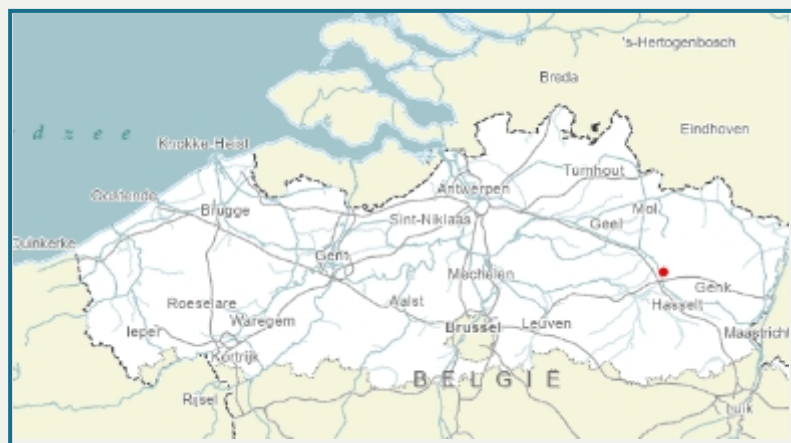 's-Hertogenbosch
Breda
Eindhoven
d z e e
Knokke-Heist
Turnhout
Antwerpen
Mol
Oostende
Brugge
Sint-Niklaas
Geel
Duinkerke
Gent
Mechelen
Genk
Roeselare
Aalst
Hasselt
Ieper
Waregem
Brussel
Leuven
Maastricht
Kortrijk
BELGIË
Rijsel
Luik